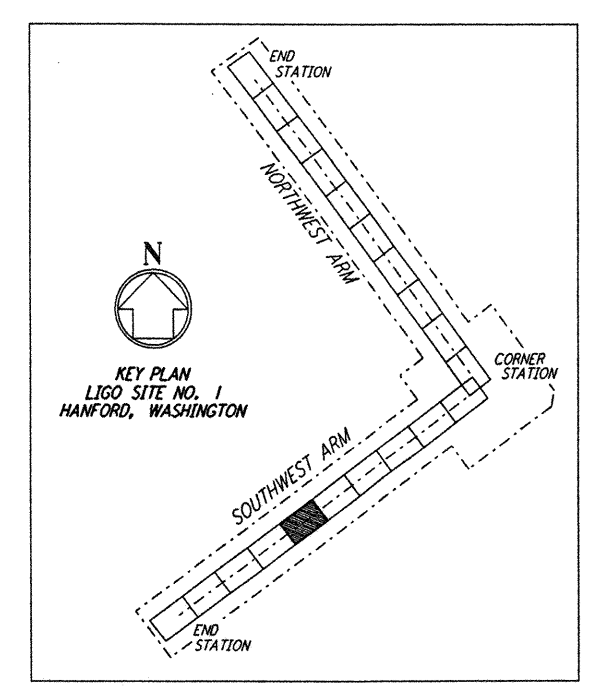 END
STATION
NORTHWEST ARM
N
KEY PLAN
LIGO SITE NO. 1
HANFORD, WASHINGTON
CORNER
STATION
SOUTHWEST ARM
END
STATION